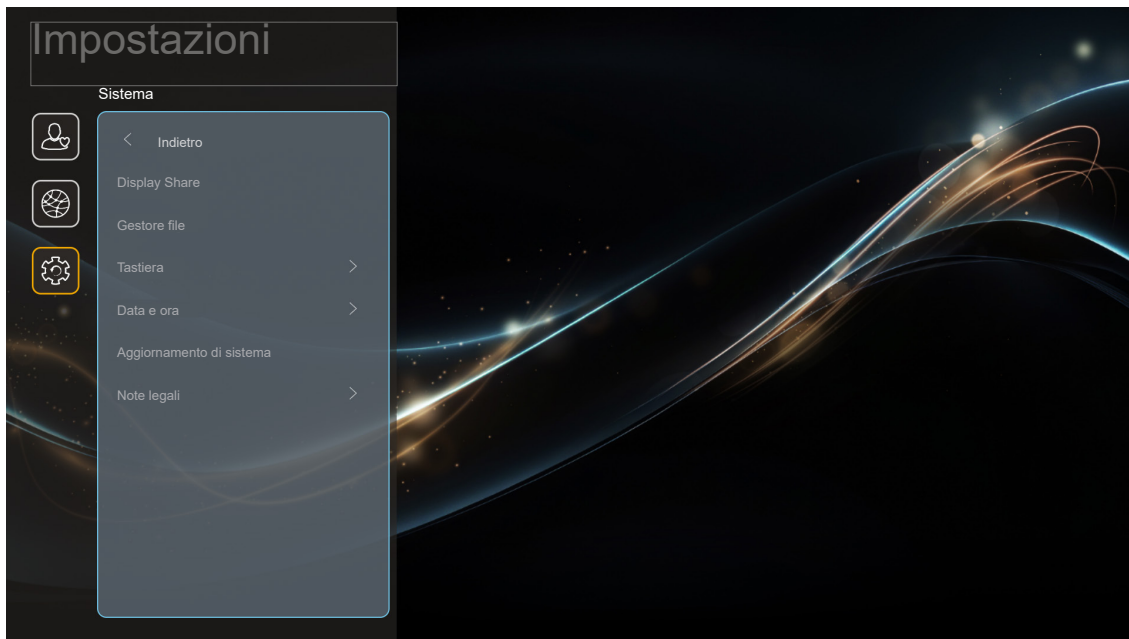 Impostazioni
Sistema
Indietro
Display Share
Gestore file
Tastiera
Data e ora
Aggiornamento di sistema
Note legali